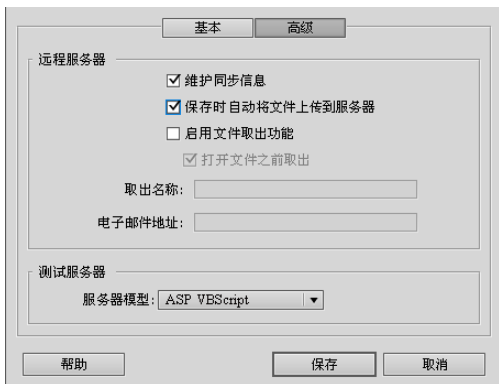 基本 高级
远程服务器
维护同步信息
保存时自动将文件上传到服务器
启用文件取出功能
打开文件之前取出
取出名称:
电子邮件地址:
测试服务器
服务器模型: ASP VBScript
帮助 保存 取消